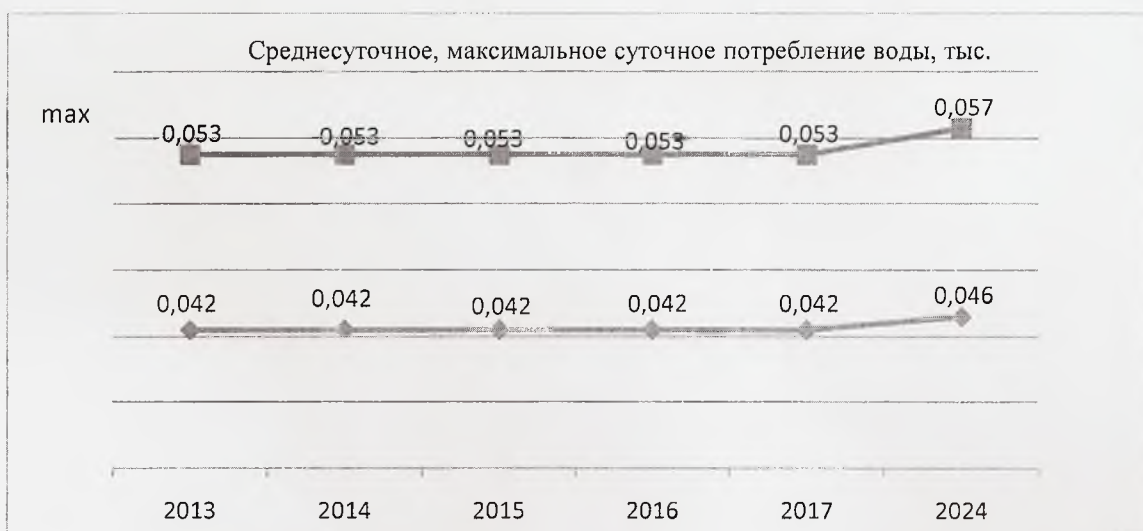 Среднесуточное, максимальное суточное потребление воды, тыс.
max
0,053 0,053 0,053 0,053 0,053 0,057
0,042 0,042 0,042 0,042 0,042 0,046
2013 2014 2015 2016 2017 2024